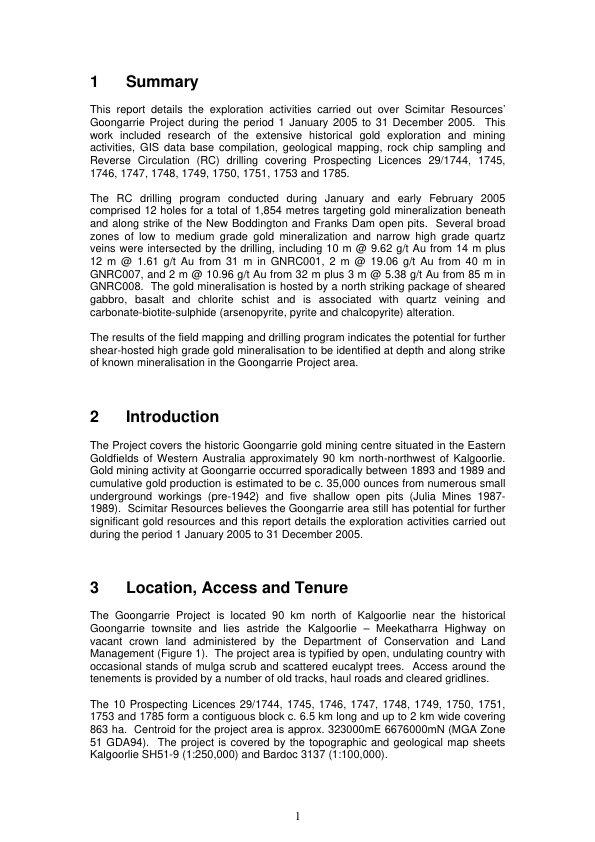 1 Summary
This report details the exploration activities carried out over Scimitar Resources'
Goongarrie Project during the period 1 January 2005 to 31 December 2005. This
work included research of the extensive historical gold exploration and mining
activities, GIS data base compilation, geological mapping, rock chip sampling and
Reverse Circulation (RC) drilling covering Prospecting Licences 29/1744, 1745,
1746, 1747, 1748, 1749, 1750, 1751, 1753 and 1785.
The RC drilling program conducted during January and early February 2005
comprised 12 holes for a total of 1,854 metres targeting gold mineralization beneath
and along strike of the New Boddington and Franks Dam open pits. Several broad
zones of low to medium grade gold mineralization and narrow high grade quartz
veins were intersected by the drilling, including 10 m @ 9.62 g/t Au from 14 m plus
12 m @ 1.61 g/t Au from 31 m in GNRC001, 2 m @ 19.06 g/t Au from 40 m in
GNRC007, and 2 m @ 10.96 g/t Au from 32 m plus 3 m @ 5.38 g/t Au from 85 m in
GNRC008. The gold mineralisation is hosted by a north striking package of sheared
gabbro, basalt and chlorite schist and is associated with quartz veining and
carbonate-biotite-sulphide (arsenopyrite, pyrite and chalcopyrite) alteration.
The results of the field mapping and drilling program indicates the potential for further
shear-hosted high grade gold mineralisation to be identified at depth and along strike
of known mineralisation in the Goongarrie Project area.
2 Introduction
The Project covers the historic Goongarrie gold mining centre situated in the Eastern
Goldfields of Western Australia approximately 90 km north-northwest of Kalgoorlie.
Gold mining activity at Goongarrie occurred sporadically between 1893 and 1989 and
cumulative gold production is estimated to be c. 35,000 ounces from numerous small
underground workings (pre-1942) and five shallow open pits (Julia Mines 1987-
1989). Scimitar Resources believes the Goongarrie area still has potential for further
significant gold resources and this report details the exploration activities carried out
during the period 1 January 2005 to 31 December 2005.
3 Location, Access and Tenure
The Goongarrie Project is located 90 km north of Kalgoorlie near the historical
Goongarrie townsite and lies astride the Kalgoorlie – Meekatharra Highway on
vacant crown land administered by the Department of Conservation and Land
Management (Figure 1). The project area is typified by open, undulating country with
occasional stands of mulga scrub and scattered eucalypt trees. Access around the
tenements is provided by a number of old tracks, haul roads and cleared gridlines.
The 10 Prospecting Licences 29/1744, 1745, 1746, 1747, 1748, 1749, 1750, 1751,
1753 and 1785 form a contiguous block c. 6.5 km long and up to 2 km wide covering
863 ha. Centroid for the project area is approx. 323000mE 6676000mN (MGA Zone
51 GDA94). The project is covered by the topographic and geological map sheets
Kalgoorlie SH51-9 (1:250,000) and Bardoc 3137 (1:100,000).
1